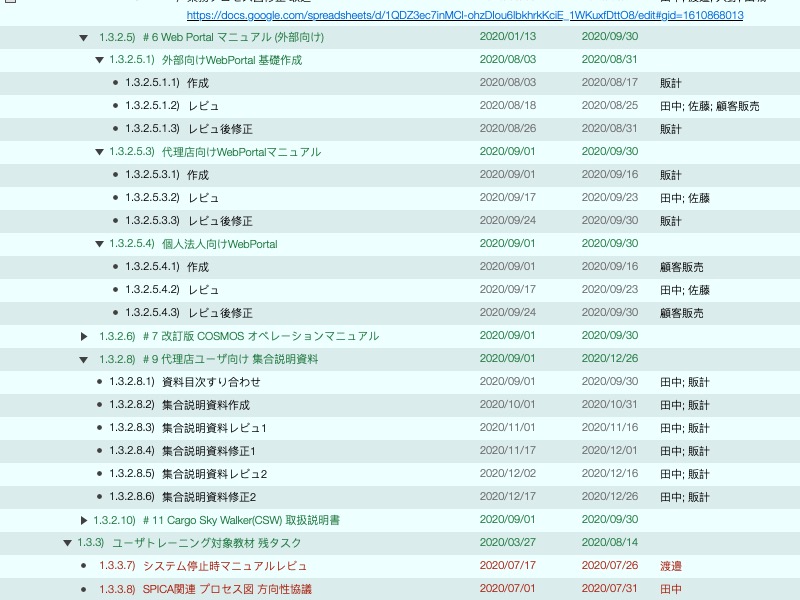 https://docs.google.com/spreadsheets/d/1QDZ3ec7inMCl-ohzDlou6IbkhrkKciE_1WKuxfDttO8/edit#gid=1610868013
1.3.2.5) # 6 Web Portal マニュアル (外部向け) 2020/01/13 2020/09/30
1.3.2.5.1) 外部向けWebPortal 基礎作成 2020/08/03 2020/08/31
1.3.2.5.1.1) 作成 2020/08/03 2020/08/17 販計
1.3.2.5.1.2) レビュ 2020/08/18 2020/08/25 田中; 佐藤; 顧客販売
1.3.2.5.1.3) レビュ後修正 2020/08/26 2020/08/31 販計
1.3.2.5.3) 代理店向けWebPortalマニュアル 2020/09/01 2020/09/30
1.3.2.5.3.1) 作成 2020/09/01 2020/09/16 販計
1.3.2.5.3.2) レビュ 2020/09/17 2020/09/23 田中; 佐藤
1.3.2.5.3.3) レビュ後修正 2020/09/24 2020/09/30 販計
1.3.2.5.4) 個人法人向けWebPortal 2020/09/01 2020/09/30
1.3.2.5.4.1) 作成 2020/09/01 2020/09/16 顧客販売
1.3.2.5.4.2) レビュ 2020/09/17 2020/09/23 田中; 佐藤
1.3.2.5.4.3) レビュ後修正 2020/09/24 2020/09/30 顧客販売
1.3.2.6) # 7 改訂版 COSMOS オペレーションマニュアル 2020/09/01 2020/09/30
1.3.2.8) # 9 代理店ユーザ向け 集合説明資料 2020/09/01 2020/12/26
1.3.2.8.1) 資料目次すり合わせ 2020/09/01 2020/09/30 田中; 販計
1.3.2.8.2) 集合説明資料作成 2020/10/01 2020/10/31 田中; 販計
1.3.2.8.3) 集合説明資料レビュ1 2020/11/01 2020/11/16 田中; 販計
1.3.2.8.4) 集合説明資料修正1 2020/11/17 2020/12/01 田中; 販計
1.3.2.8.5) 集合説明資料レビュ2 2020/12/02 2020/12/16 田中; 販計
1.3.2.8.6) 集合説明資料修正2 2020/12/17 2020/12/26 田中; 販計
1.3.2.10) # 11 Cargo Sky Walker(CSW) 取扱説明書 2020/09/01 2020/09/30
1.3.3) ユーザトレーニング対象教材 残タスク 2020/03/27 2020/08/14
1.3.3.7) システム停止時マニュアルレビュ 2020/07/17 2020/07/26 渡邉
1.3.3.8) SPICA関連 プロセス図 方向性協議 2020/07/01 2020/07/31 田中